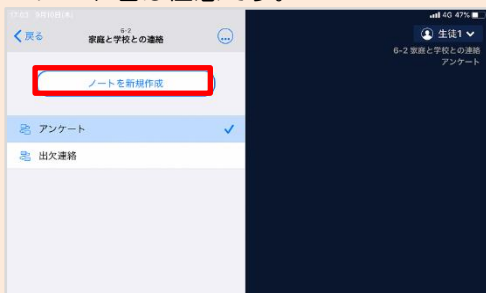 4G 47%
戻る
6-2
家庭と学校との連絡
生徒1
6-2 家庭と学校との連絡
アンケート
ノートを新規作成
アンケート
出欠連絡